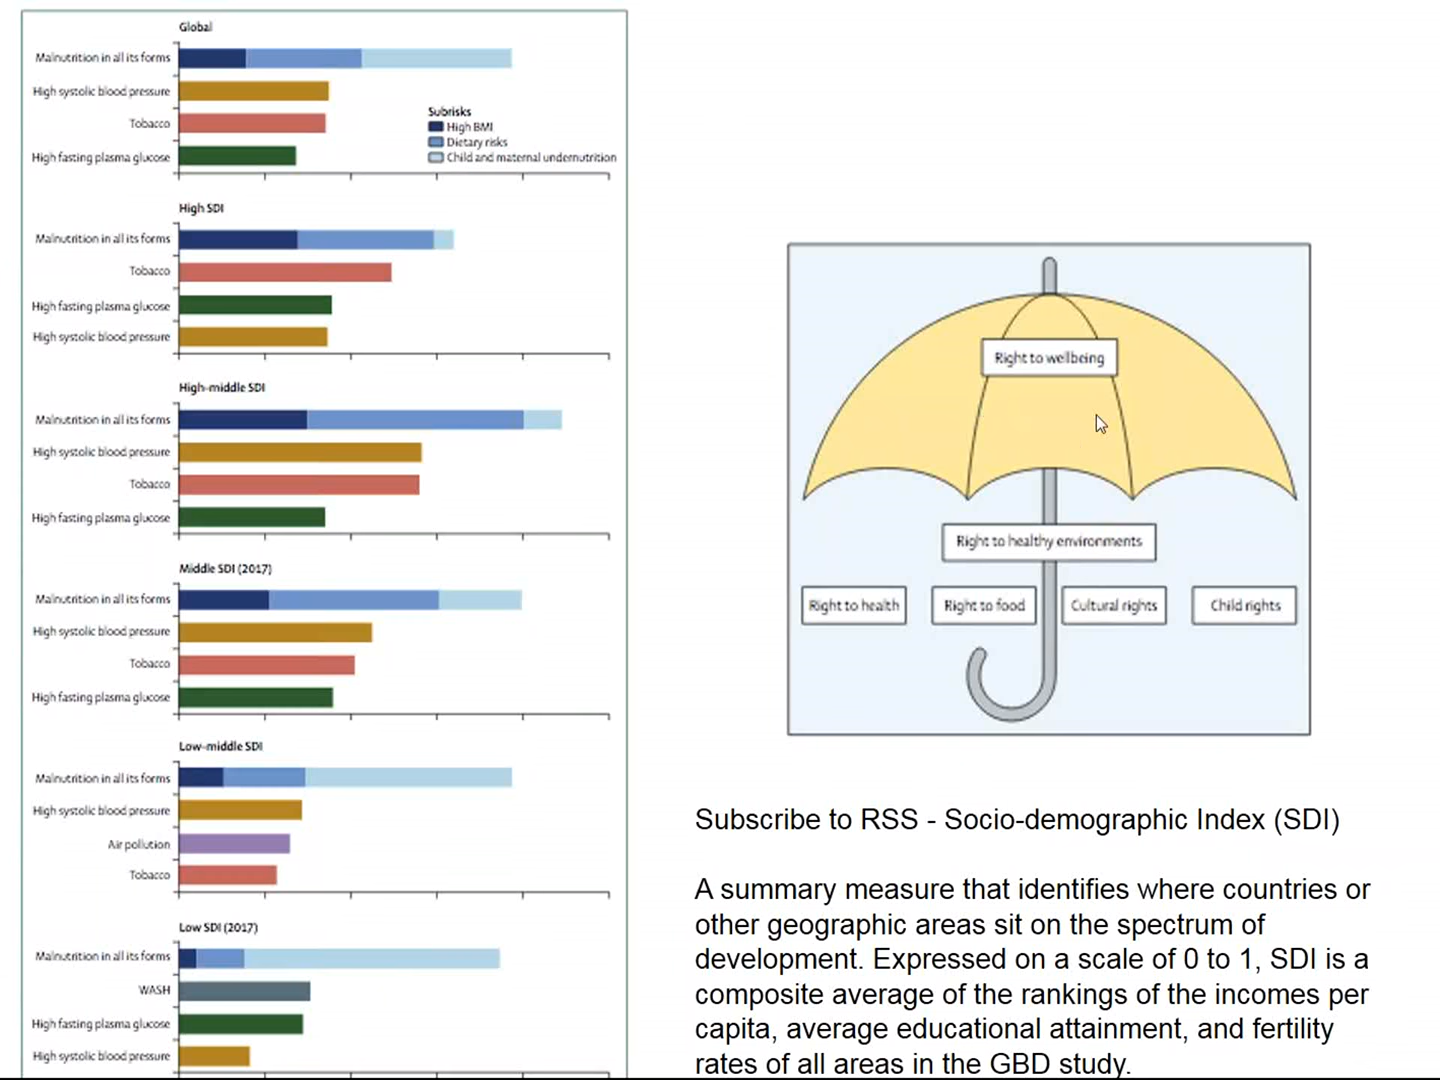 Global
Malnutrition in all its forms
High systolic blood pressure
Tobacco
High fasting plasma glucose
Subrisks
High BMI
Dietary risks
Child and maternal undernutrition
High SDI
Malnutrition in all its forms
Tobacco
High fasting plasma glucose
High systolic blood pressure
High-middle SDI
Malnutrition in all its forms
High systolic blood pressure
Tobacco
High fasting plasma glucose
Middle SDI (2017)
Malnutrition in all its forms
High systolic blood pressure
Tobacco
High fasting plasma glucose
Low-middle SDI
Malnutrition in all its forms
High systolic blood pressure
Air pollution
Tobacco
Low SDI (2017)
Malnutrition in all its forms
WASH
High fasting plasma glucose
High systolic blood pressure
Right to wellbeing
Right to healthy environments
Right to health
Right to food
Cultural rights
Child rights
Subscribe to RSS - Socio-demographic Index (SDI)
A summary measure that identifies where countries or
other geographic areas sit on the spectrum of
development. Expressed on a scale of 0 to 1, SDI is a
composite average of the rankings of the incomes per
capita, average educational attainment, and fertility
rates of all areas in the GBD study.